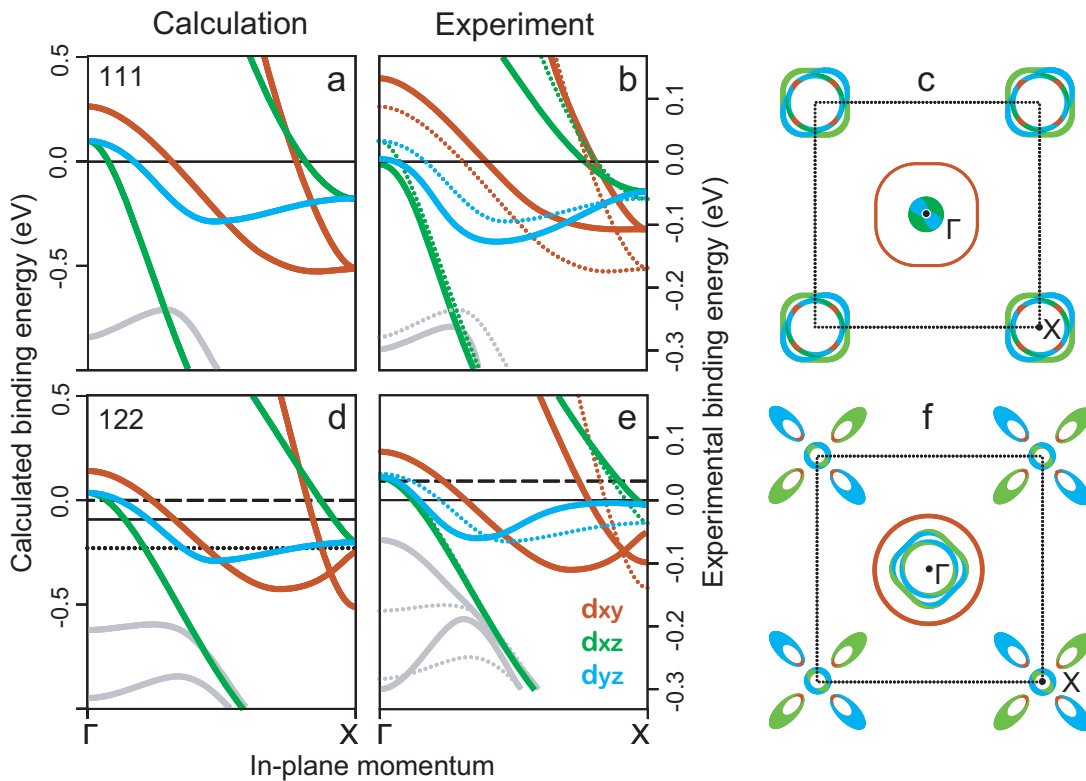 Calculation
Experiment
Calculated binding energy (eV)
0.5
0.0
-0.5
111
a
b
0.1
0.0
-0.1
-0.2
-0.3
Experimental binding energy (eV)
c
Γ
X
0.5
0.0
-0.5
122
d
e
dxy
dxz
dyz
0.1
0.0
-0.1
-0.2
-0.3
f
Γ
X
Γ
X
In-plane momentum